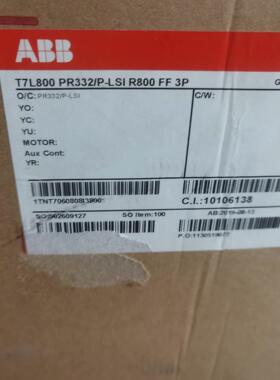 ABB
T7L800 PR332/P-LSI R800 FF 3P
O/C:PR332/P-LSI
C/W:
YO:
YC:
YU:
MOTOR:
Aux Cont:
YR:
C.I.:10106138
SO Item:100